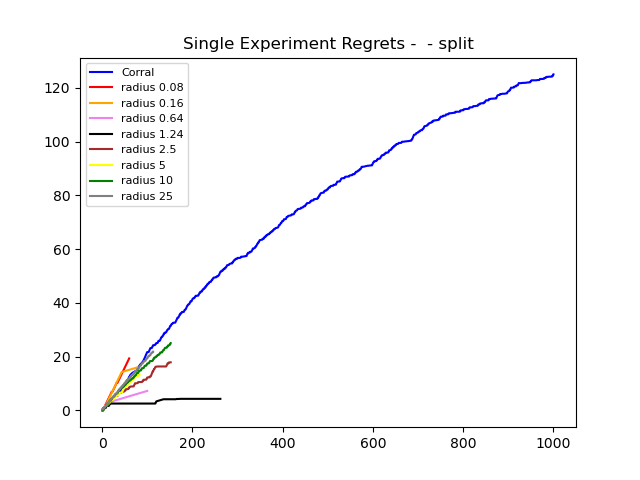 Single Experiment Regrets -  - split
Corral
radius 0.08
radius 0.16
radius 0.64
radius 1.24
radius 2.5
radius 5
radius 10
radius 25
120
100
80
60
40
20
0
0 200 400 600 800 1000